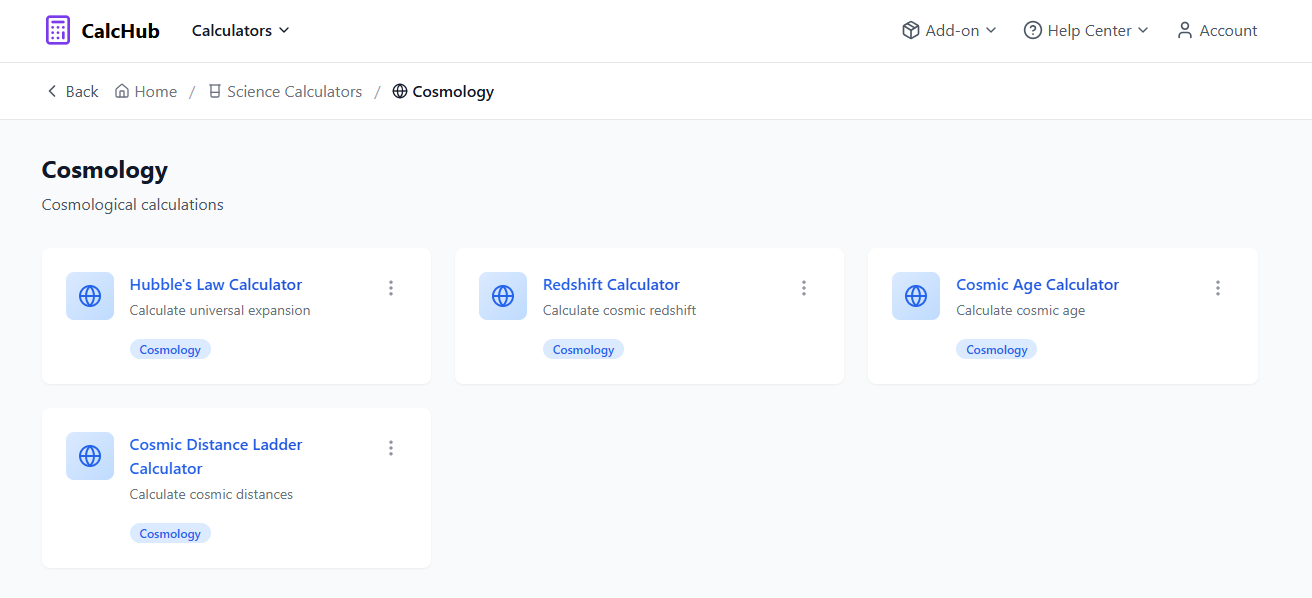 CalcHub
Calculators
Add-on
Help Center
Account
Back
Home
/
Science Calculators
/
Cosmology
Cosmology
Cosmological calculations
Hubble's Law Calculator
Calculate universal expansion
Cosmology
Redshift Calculator
Calculate cosmic redshift
Cosmology
Cosmic Age Calculator
Calculate cosmic age
Cosmology
Cosmic Distance Ladder
Calculator
Calculate cosmic distances
Cosmology